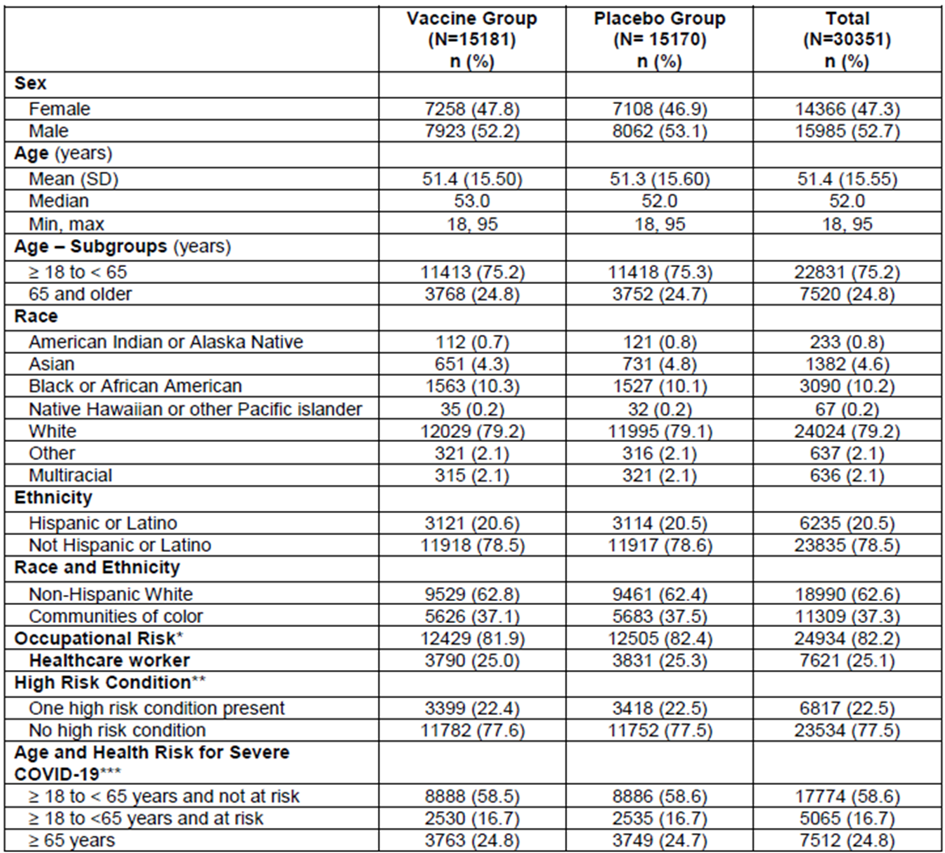 Vaccine Group Placebo Group Total
(N=15181) (N= 15170) (N=30351)
n (%) n (%) n (%)
Sex
Female 7258 (47.8) 7108 (46.9) 14366 (47.3)
Male 7923 (52.2) 8062 (53.1) 15985 (52.7)
Age (years)
Mean (SD) 51.4 (15.50) 51.3 (15.60) 51.4 (15.55)
Median 53.0 52.0 52.0
Min, max 18, 95 18, 95 18, 95
Age – Subgroups (years)
≥ 18 to < 65 11413 (75.2) 11418 (75.3) 22831 (75.2)
65 and older 3768 (24.8) 3752 (24.7) 7520 (24.8)
Race
American Indian or Alaska Native 112 (0.7) 121 (0.8) 233 (0.8)
Asian 651 (4.3) 731 (4.8) 1382 (4.6)
Black or African American 1563 (10.3) 1527 (10.1) 3090 (10.2)
Native Hawaiian or other Pacific islander 35 (0.2) 32 (0.2) 67 (0.2)
White 12029 (79.2) 11995 (79.1) 24024 (79.2)
Other 321 (2.1) 316 (2.1) 637 (2.1)
Multiracial 315 (2.1) 321 (2.1) 636 (2.1)
Ethnicity
Hispanic or Latino 3121 (20.6) 3114 (20.5) 6235 (20.5)
Not Hispanic or Latino 11918 (78.5) 11917 (78.6) 23835 (78.5)
Race and Ethnicity
Non-Hispanic White 9529 (62.8) 9461 (62.4) 18990 (62.6)
Communities of color 5626 (37.1) 5683 (37.5) 11309 (37.3)
Occupational Risk* 12429 (81.9) 12505 (82.4) 24934 (82.2)
Healthcare worker 3790 (25.0) 3831 (25.3) 7621 (25.1)
High Risk Condition**
One high risk condition present 3399 (22.4) 3418 (22.5) 6817 (22.5)
No high risk condition 11782 (77.6) 11752 (77.5) 23534 (77.5)
Age and Health Risk for Severe
COVID-19***
≥ 18 to < 65 years and not at risk 8888 (58.5) 8886 (58.6) 17774 (58.6)
≥ 18 to <65 years and at risk 2530 (16.7) 2535 (16.7) 5065 (16.7)
≥ 65 years 3763 (24.8) 3749 (24.7) 7512 (24.8)